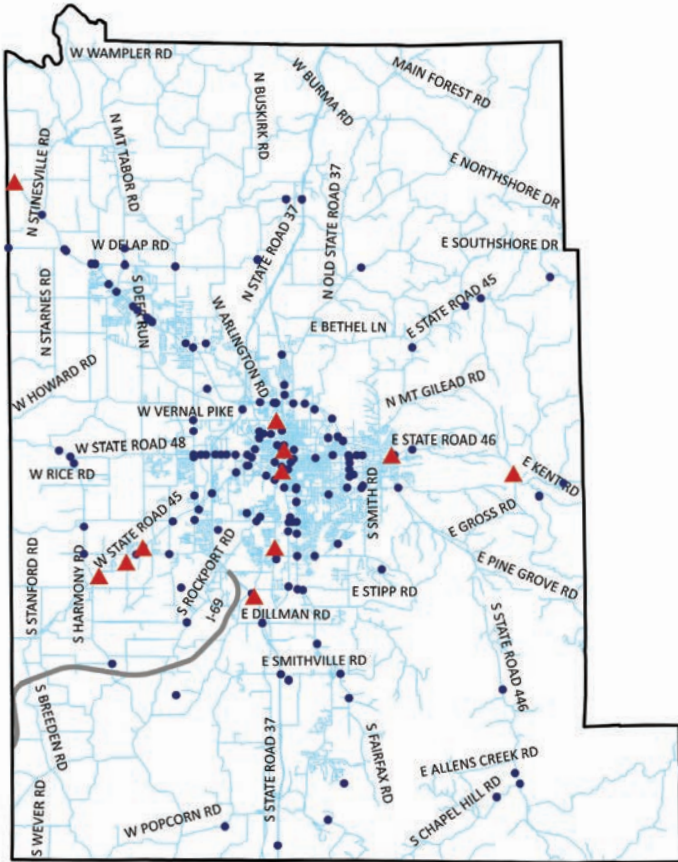 W WAMPLER RD
W BURMA RD
MAIN FOREST RD
N BUSKIRK RD
N MT TABOR RD
N STINESVILLE RD
E NORTHSHORE DR
N STATE ROAD 37
N OLD STATE ROAD 37
W DELAP RD
E SOUTHSHORE DR
S DEER RUN
N STARNES RD
E STATE ROAD 45
W ARLINGTON RD
E BETHEL LN
W HOWARD RD
N MT GILEAD RD
W VERNAL PIKE
W STATE ROAD 48
E STATE ROAD 46
W RICE RD
E KENT RD
S SMITH RD
W STATE ROAD 45
E GROSS RD
S STANFORD RD
S HARMONY RD
S ROCKPORT RD
E PINE GROVE RD
I-69
E STIPP RD
E DILLMAN RD
E SMITHVILLE RD
S STATE ROAD 446
S BREEDEN RD
S STATE ROAD 37
S FAIRFAX RD
E ALLENS CREEK RD
S WEVER RD
W POPCORN RD
S CHAPEL HILL RD